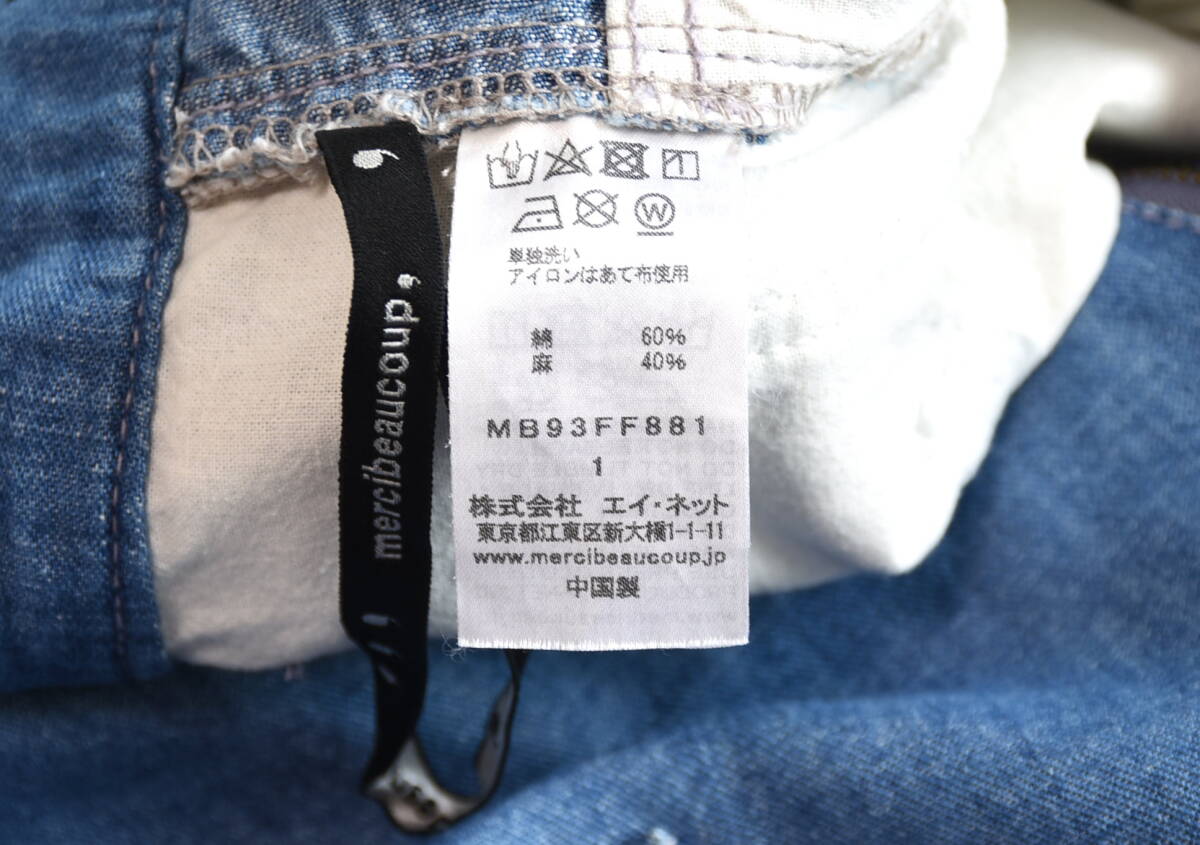 mercibeaucoup,
単独洗い
アイロンはあて布使用
綿 60%
麻 40%
MB93FF881
1
株式会社 エイ・ネット
東京都江東区新大橋1-1-11
www.mercibeaucoup.jp
中国製
W